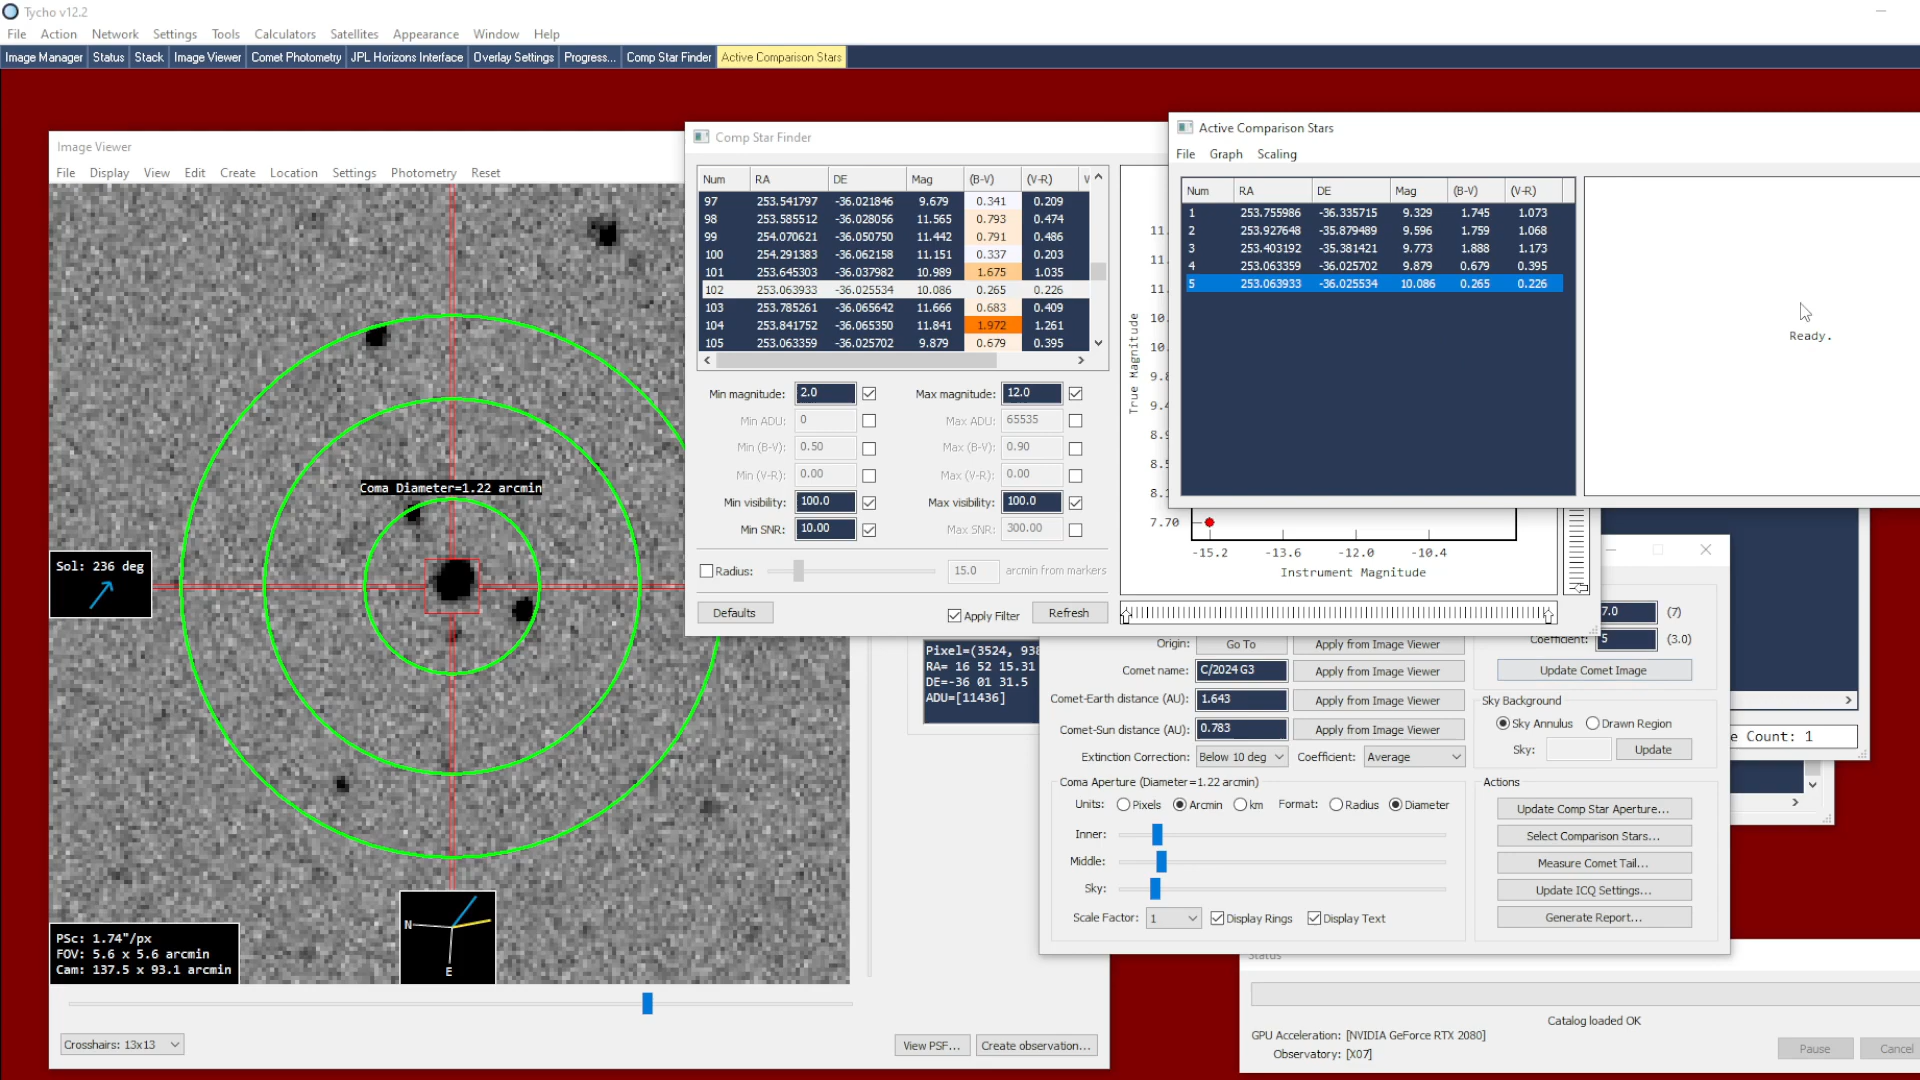 Tycho v12.2
File Action Network Settings Tools Calculators Satellites Appearance Window Help
Image Manager Status Stack Image Viewer Comet Photometry JPL Horizons Interface Overlay Settings Progress... Comp Star Finder Active Comparison Stars
Image Viewer
File Display View Edit Create Location Settings Photometry Reset
Coma Diameter=1.22 arcmin
Sol: 236 deg
N
E
PSc: 1.74"/px
FOV: 5.6 x 5.6 arcmin
Cam: 137.5 x 93.1 arcmin
Crosshairs: 13x13
View PSF... Create observation...
Pixel=(3524, 938
RA= 16 52 15.31
DE=-36 01 31.5
ADU=[11436]
Comp Star Finder
Num RA DE Mag (B-V) (V-R)
97 253.541797 -36.021846 9.679 0.341 0.209
98 253.585512 -36.028056 11.565 0.793 0.474
99 254.070621 -36.050750 11.442 0.791 0.486
100 254.291383 -36.062158 11.151 0.337 0.203
101 253.645303 -36.037982 10.989 1.675 1.035
102 253.063933 -36.025534 10.086 0.265 0.226
103 253.785261 -36.065642 11.666 0.683 0.409
104 253.841752 -36.065350 11.841 1.972 1.261
105 253.063359 -36.025702 9.879 0.679 0.395
Min magnitude: 2.0 Max magnitude: 12.0
Min ADU: 0 Max ADU: 65535
Min (B-V): 0.50 Max (B-V): 0.90
Min (V-R): 0.00 Max (V-R): 0.00
Min visibility: 100.0 Max visibility: 100.0
Min SNR: 10.00 Max SNR: 300.00
Radius: 15.0 arcmin from markers
Defaults Apply Filter Refresh
True Magnitude
7.70
-15.2 -13.6 -12.0 -10.4
Instrument Magnitude
Active Comparison Stars
File Graph Scaling
Num RA DE Mag (B-V) (V-R)
1 253.755986 -36.335715 9.329 1.745 1.073
2 253.927648 -35.879489 9.596 1.759 1.068
3 253.403192 -35.381421 9.773 1.888 1.173
4 253.063359 -36.025702 9.879 0.679 0.395
5 253.063933 -36.025534 10.086 0.265 0.226
Ready.
7.0 (7)
Coefficient: 5 (3.0)
Update Comet Image
Origin: Go To Apply from Image Viewer
Comet name: C/2024 G3 Apply from Image Viewer
Comet-Earth distance (AU): 1.643 Apply from Image Viewer
Comet-Sun distance (AU): 0.783 Apply from Image Viewer
Extinction Correction: Below 10 deg Coefficient: Average
Coma Aperture (Diameter=1.22 arcmin)
Units: Pixels Arcmin km Format: Radius Diameter
Inner:
Middle:
Sky:
Scale Factor: 1 Display Rings Display Text
Sky Background
Sky Annulus Drawn Region
Sky: Update
Actions
Update Comp Star Aperture...
Select Comparison Stars...
Measure Comet Tail...
Update ICQ Settings...
Generate Report...
e Count: 1
Status
Catalog loaded OK
GPU Acceleration: [NVIDIA GeForce RTX 2080]
Observatory: [X07]
Pause Cancel